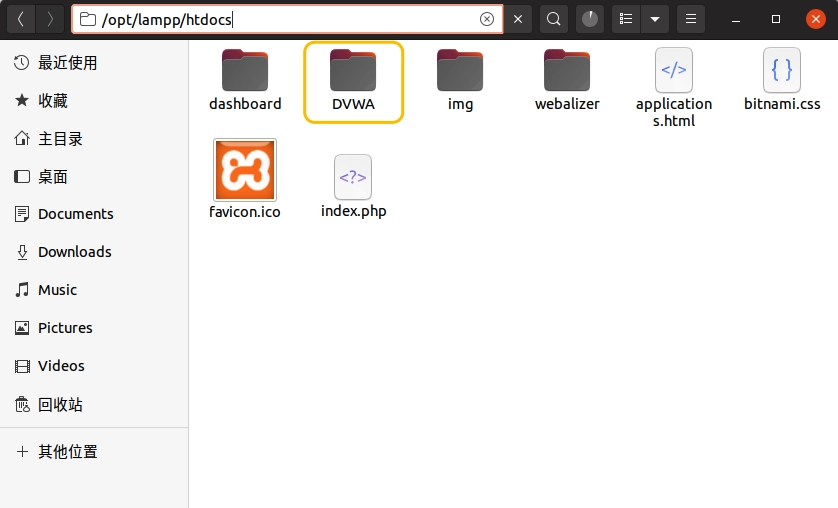 /opt/lampp/htdocs
最近使用
收藏
主目录
桌面
Documents
Downloads
Music
Pictures
Videos
回收站
其他位置
dashboard
DVWA
img
webalizer
application
s.html
bitnami.css
favicon.ico
index.php